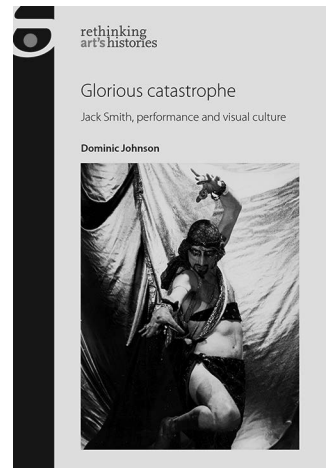 rethinking
art's histories
Glorious catastrophe
Jack Smith, performance and visual culture
Dominic Johnson